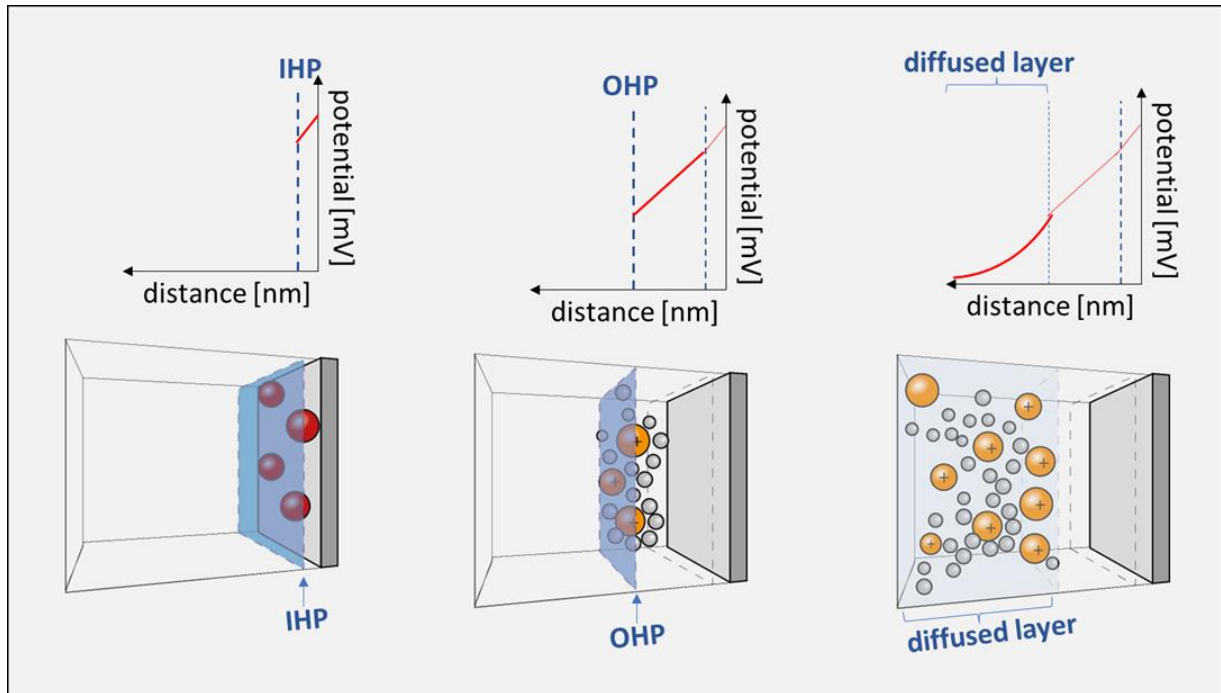 IHP
potential [mV]
distance [nm]
OHP
potential [mV]
distance [nm]
diffused layer
potential [mV]
distance [nm]
IHP
+
+
+
OHP
+
+
+
+
+
+
+
+
diffused layer